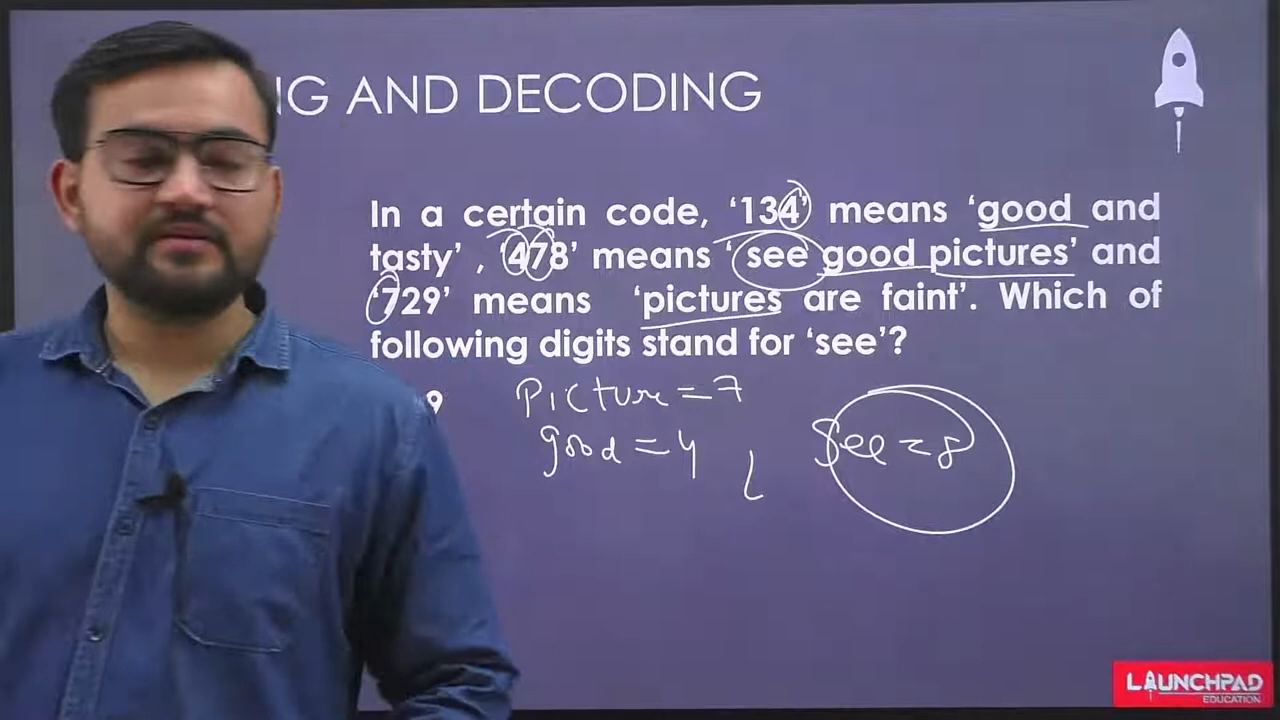 NG AND DECODING
In a certain code, ‘134’ means ‘good and
tasty’ , ‘478’ means ‘ see good pictures’ and
‘729’ means ‘pictures are faint’. Which of
following digits stand for ‘see’?
9
Picture = 7
good = 4
See = 8
LAUNCHPAD
EDUCATION